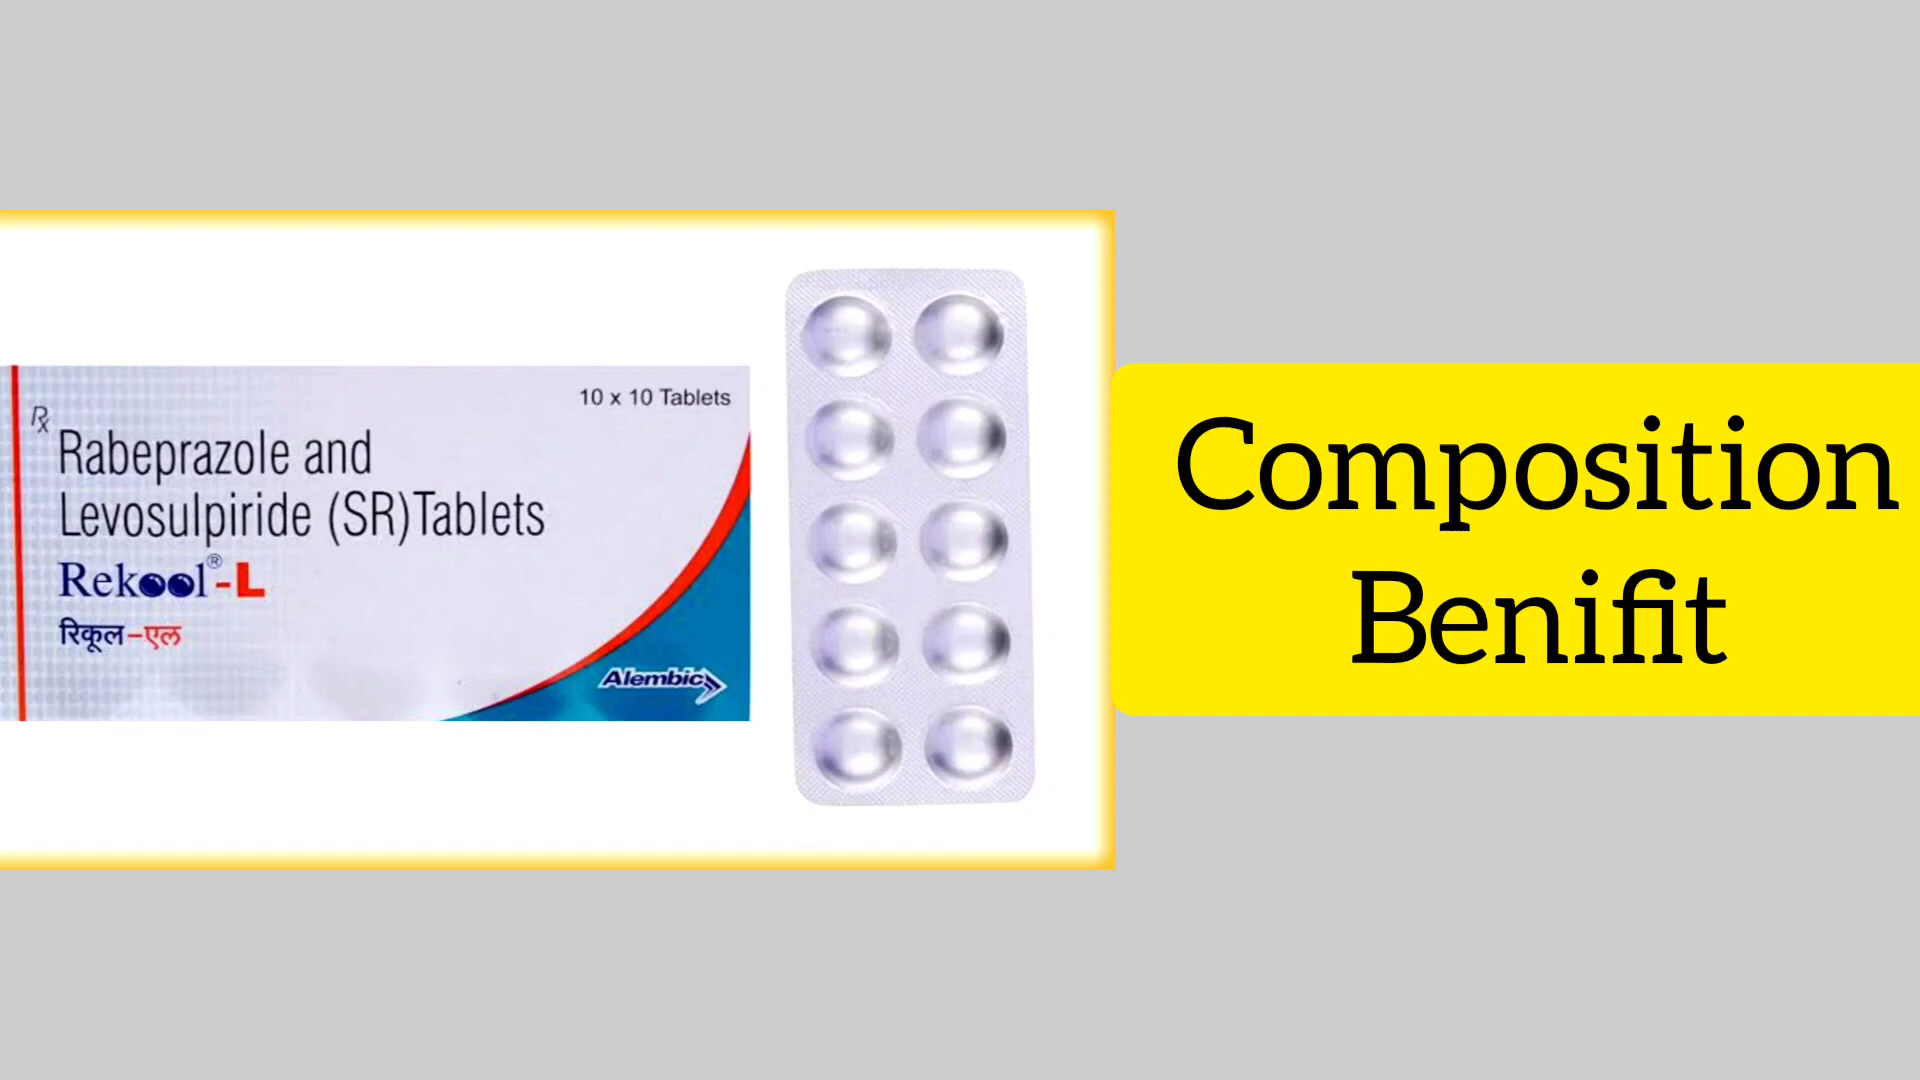 10 x 10 Tablets
Rx
Rabeprazole and
Levosulpiride (SR) Tablets
Rekool®-L
रिकूल-एल
Alembic
Composition
Benifit